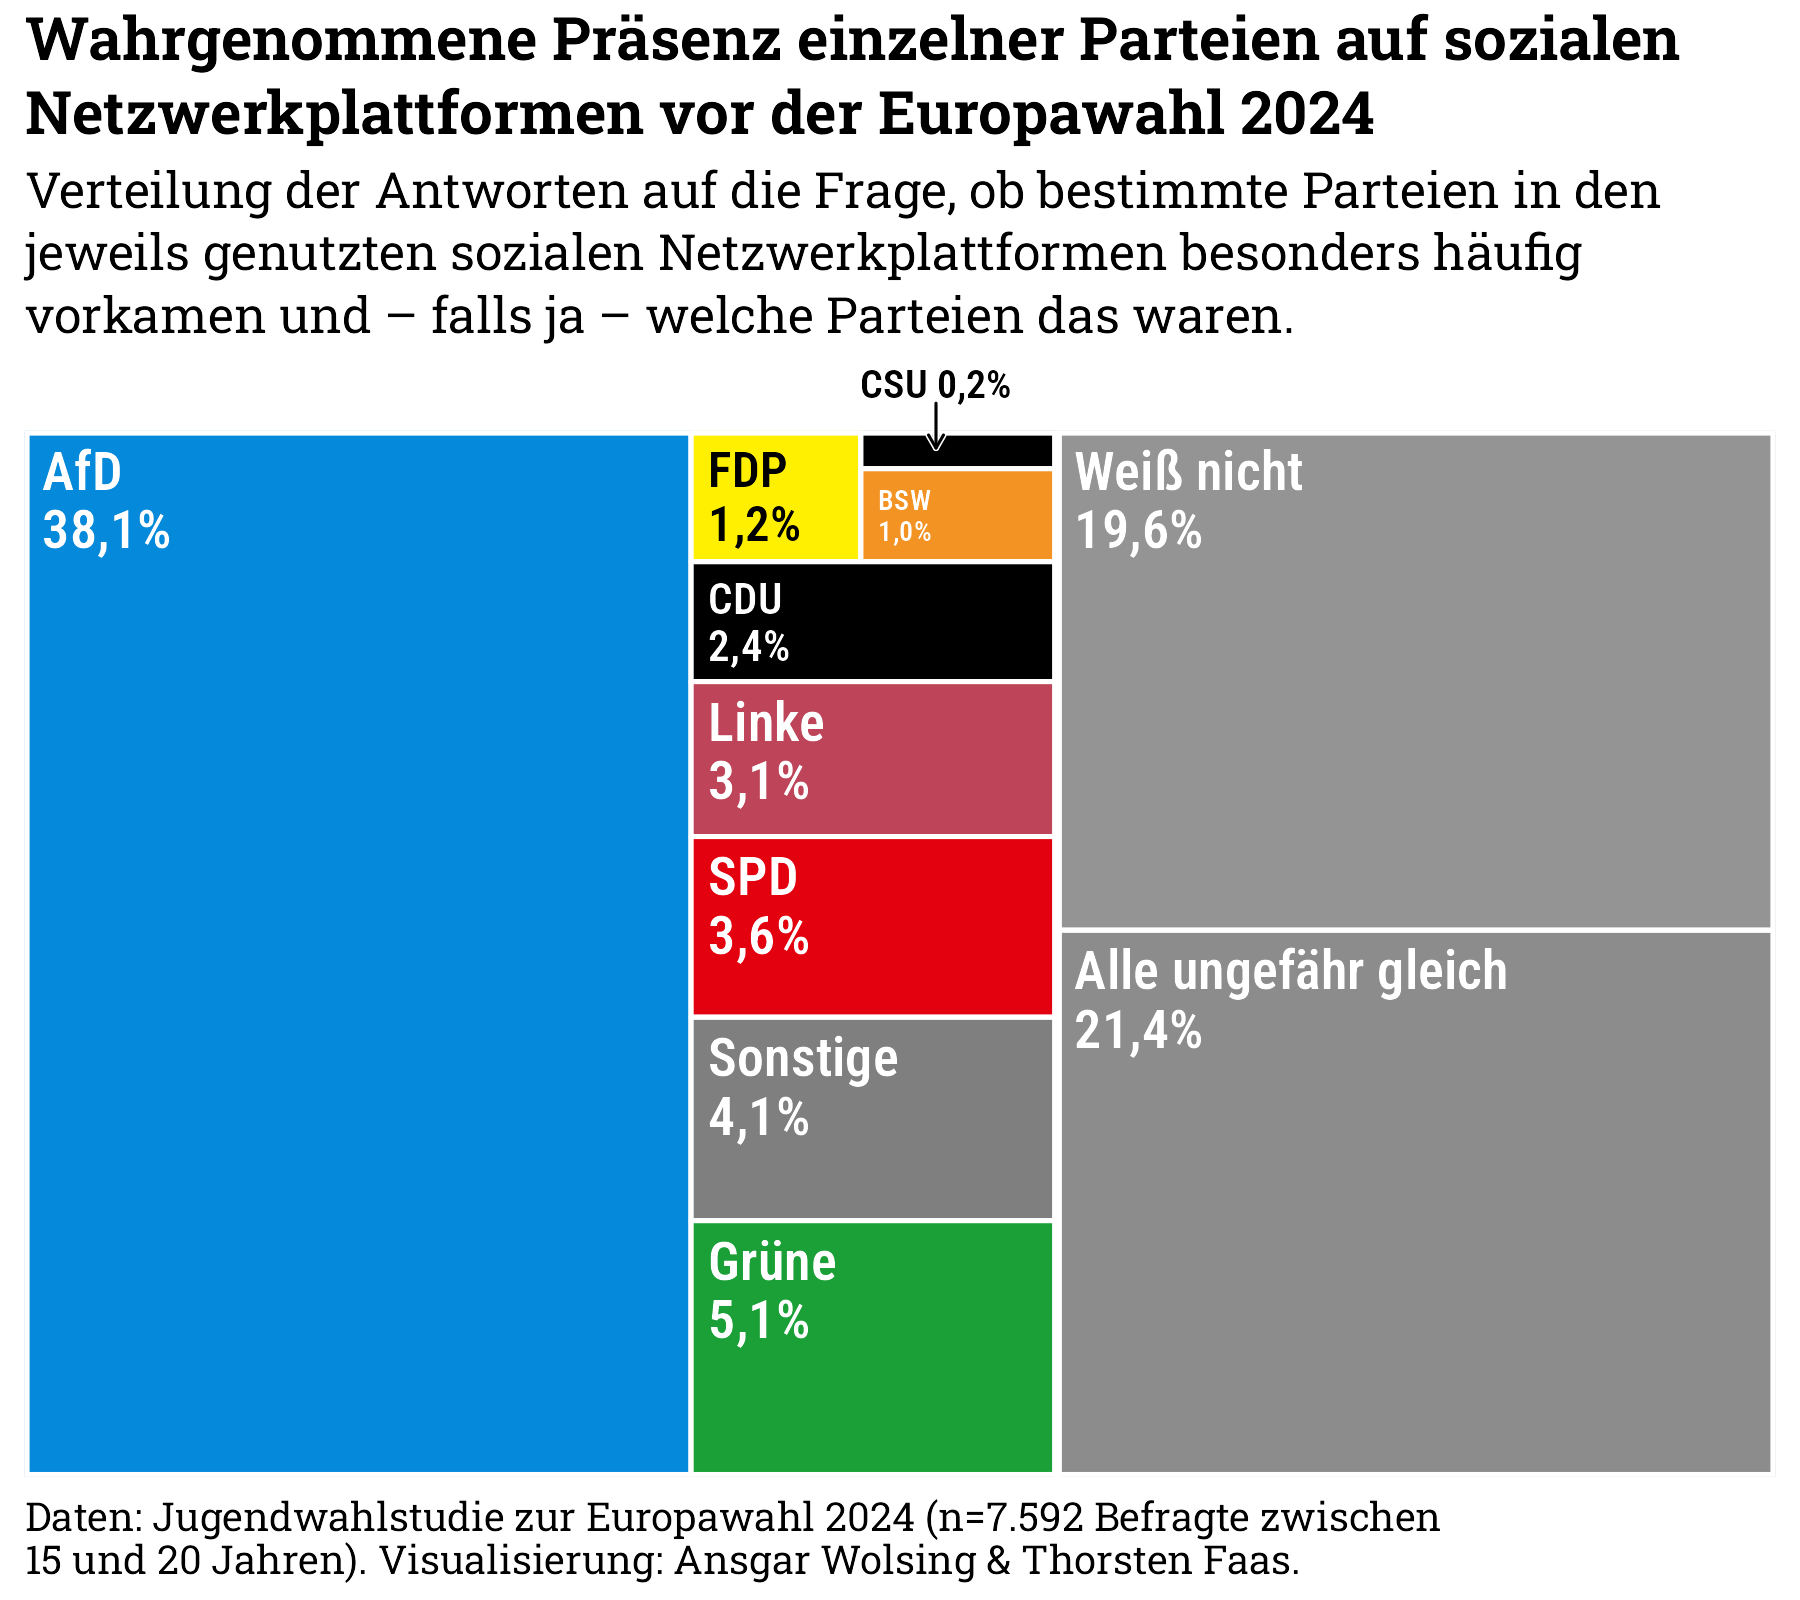 Wahrgenommene Präsenz einzelner Parteien auf sozialen
Netzwerkplattformen vor der Europawahl 2024
Verteilung der Antworten auf die Frage, ob bestimmte Parteien in den
jeweils genutzten sozialen Netzwerkplattformen besonders häufig
vorkamen und – falls ja – welche Parteien das waren.
CSU 0,2%
AfD
38,1%
FDP
1,2%
BSW
1,0%
CDU
2,4%
Linke
3,1%
SPD
3,6%
Sonstige
4,1%
Grüne
5,1%
Weiß nicht
19,6%
Alle ungefähr gleich
21,4%
Daten: Jugendwahlstudie zur Europawahl 2024 (n=7.592 Befragte zwischen
15 und 20 Jahren). Visualisierung: Ansgar Wolsing & Thorsten Faas.